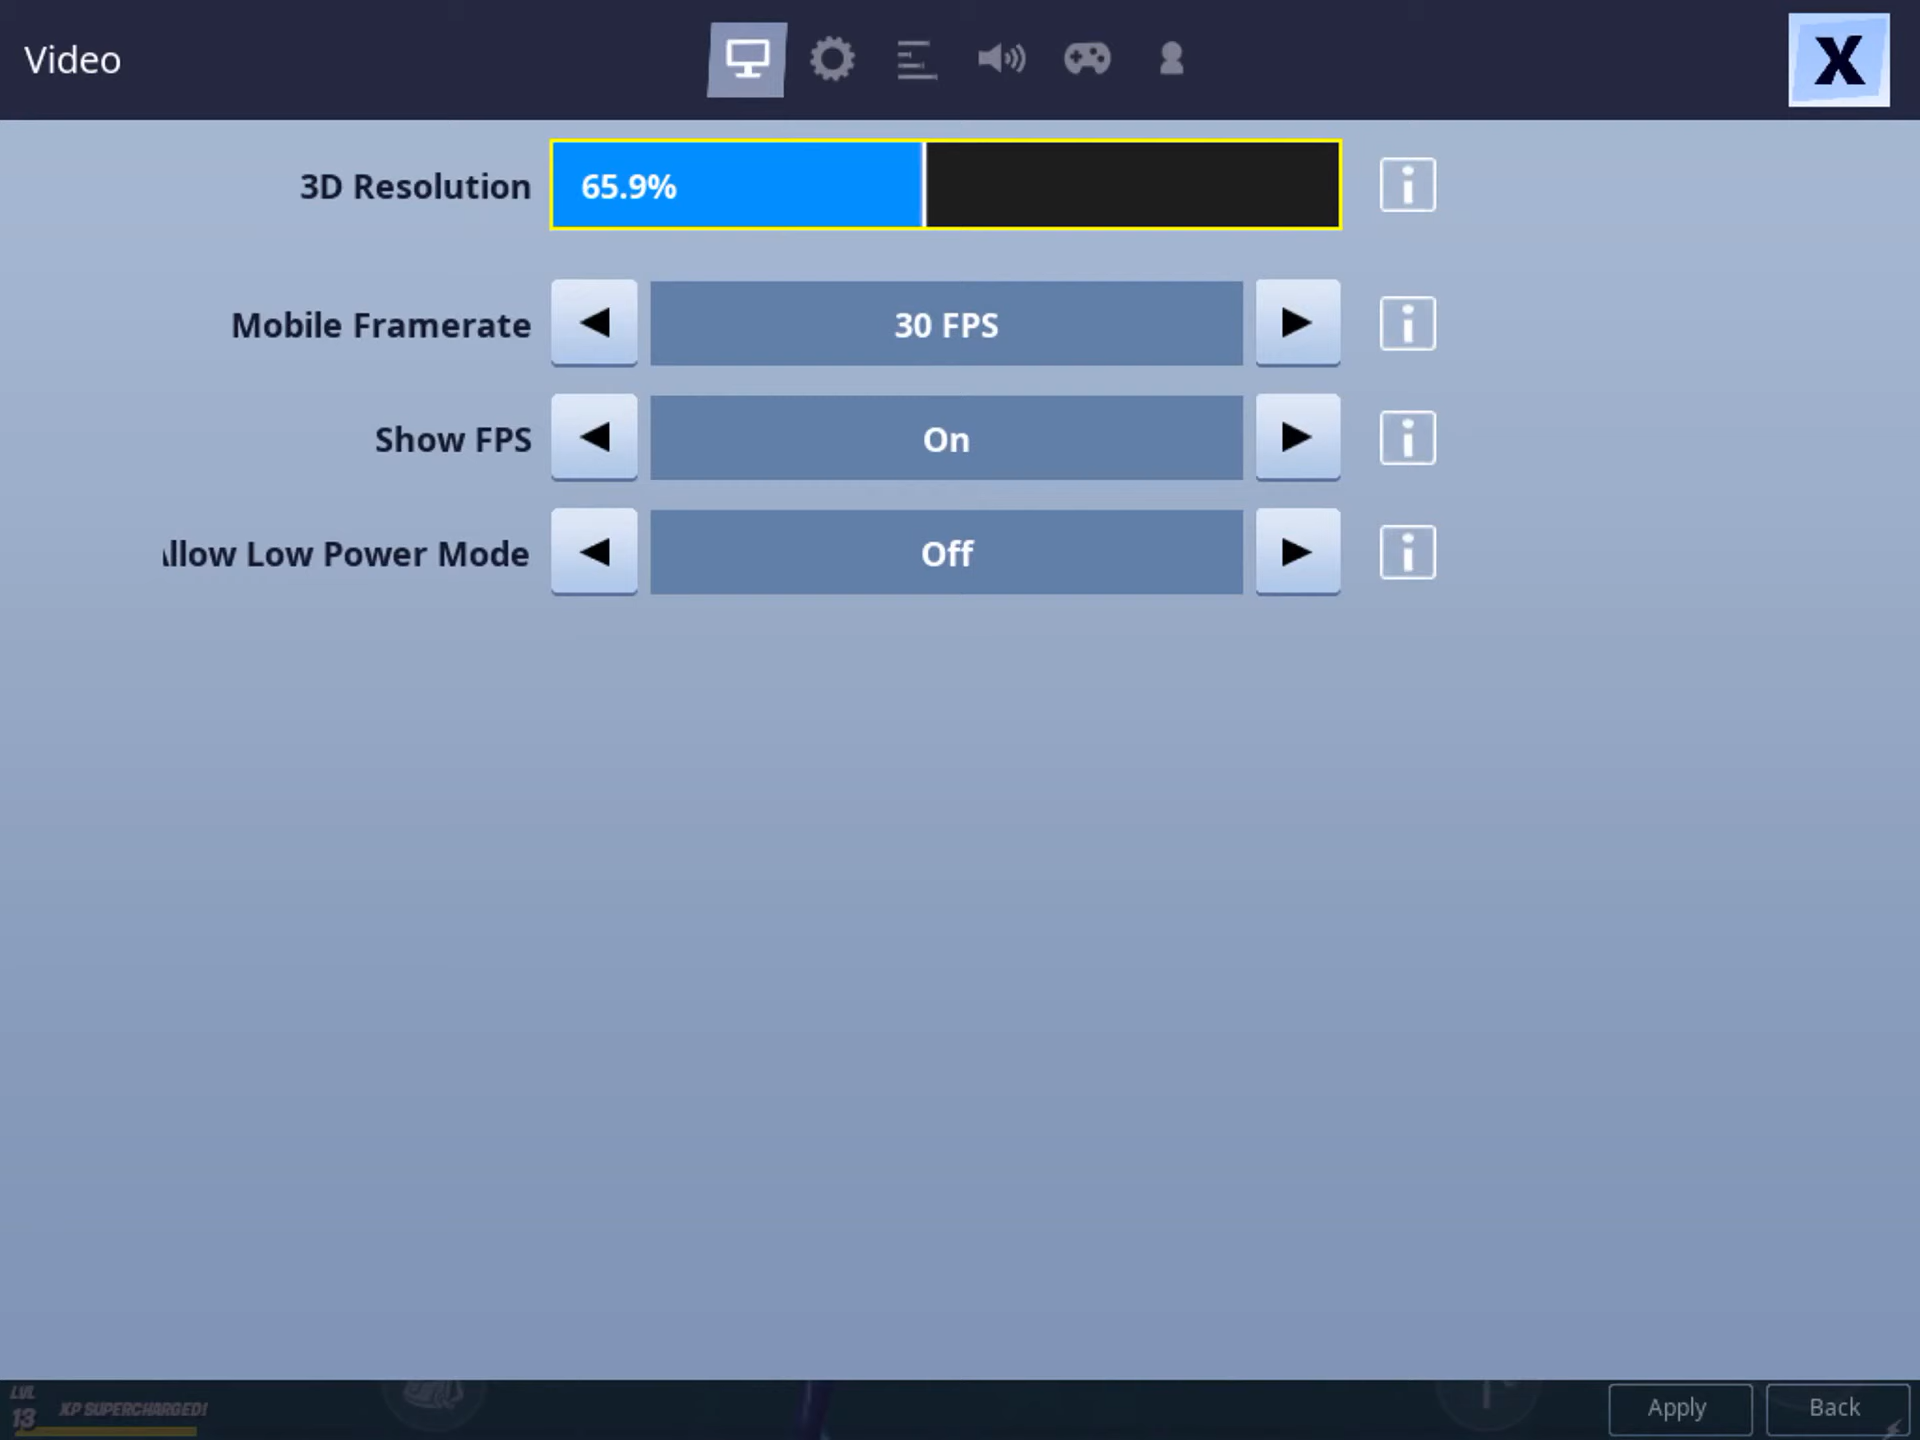 Video
X
3D Resolution 65.9%
Mobile Framerate 30 FPS
Show FPS On
llow Low Power Mode Off
LVL
13 XP SUPERCHARGED!
Apply Back